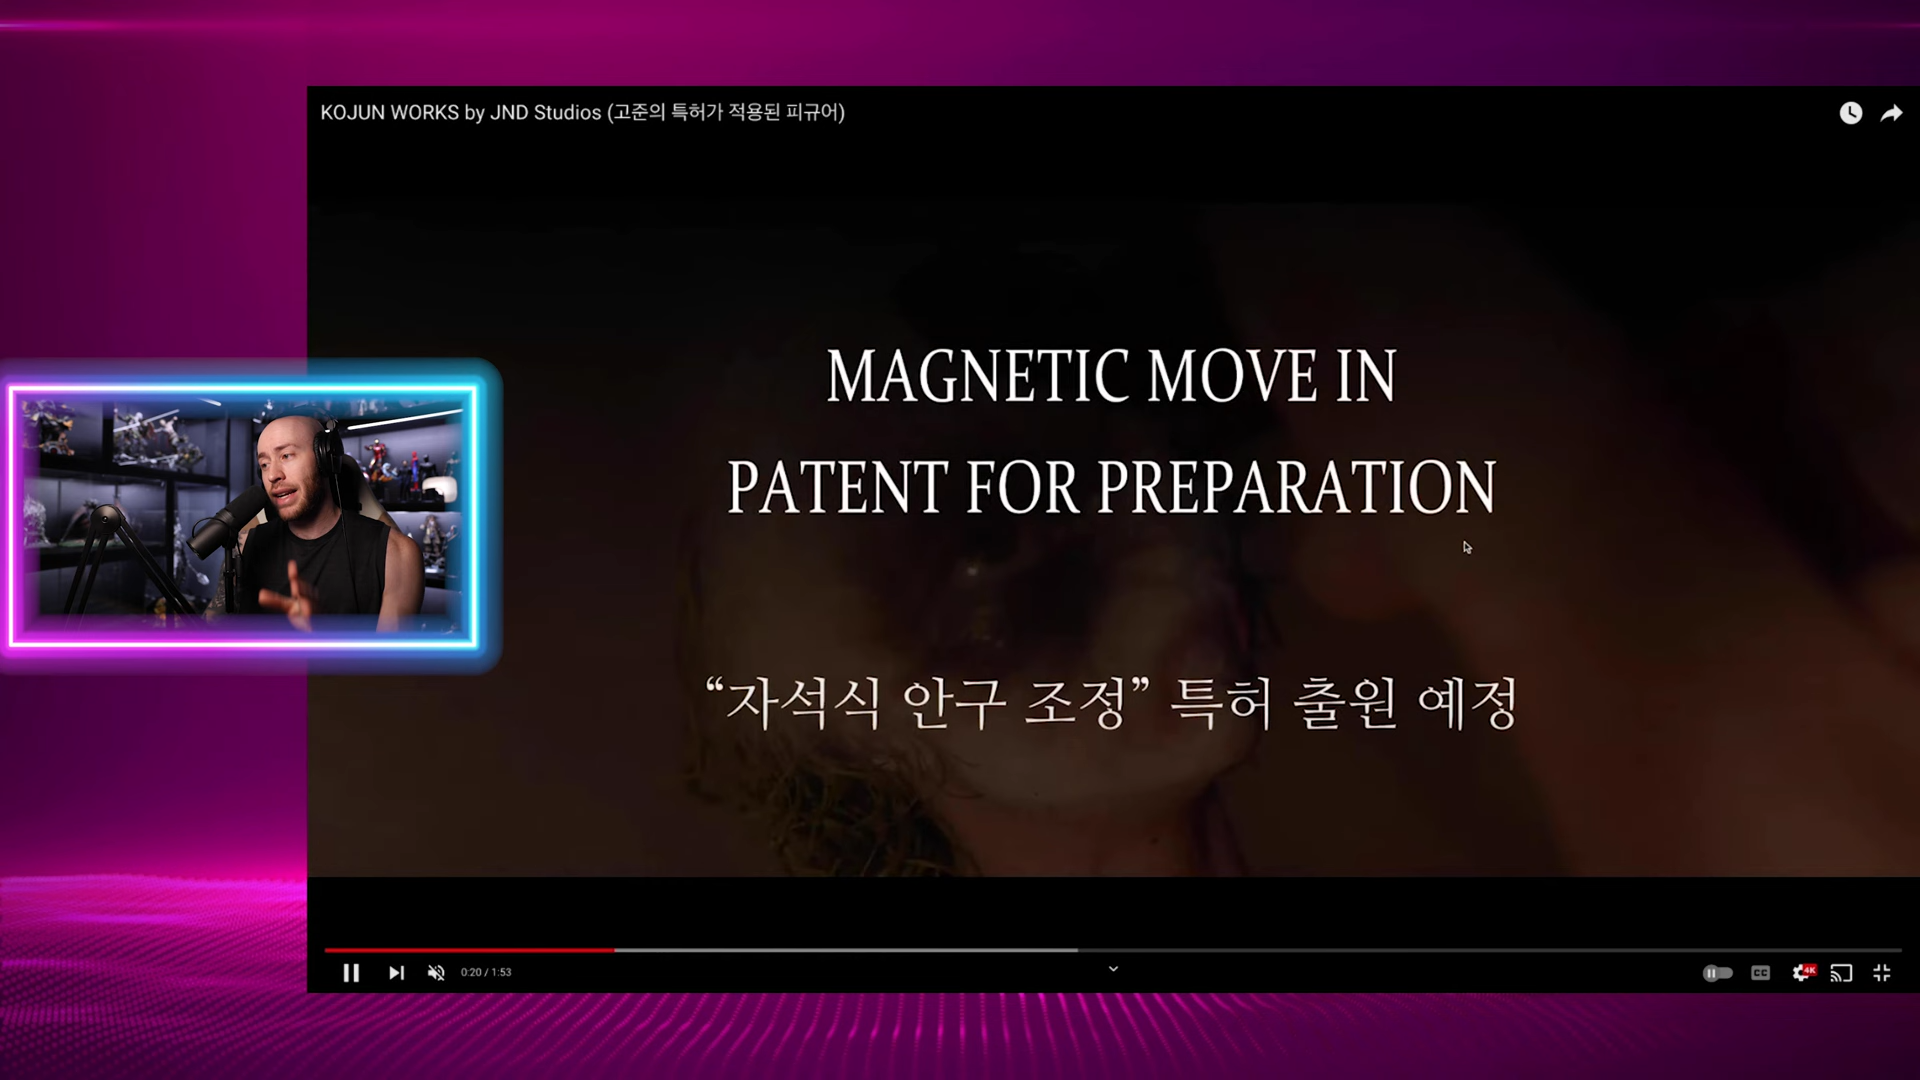 KOJUN WORKS by JND Studios (고준의 특허가 적용된 피규어)
MAGNETIC MOVE IN
PATENT FOR PREPARATION
“자석식 안구 조정” 특허 출원 예정
0:20 / 1:53
CC
4K